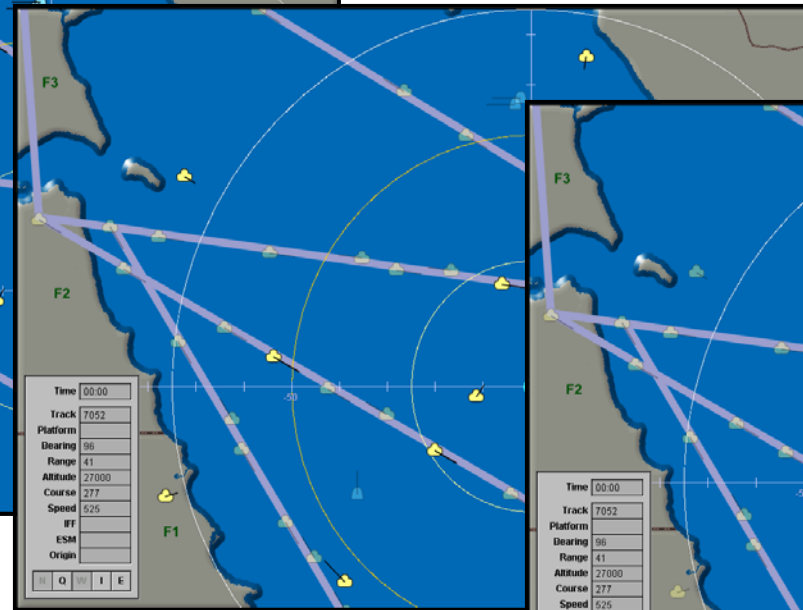 F3
F2
F1
-50
Time 00:00
Track 7052
Platform
Bearing 96
Range 41
Altitude 27000
Course 277
Speed 525
IFF
ESM
Origin
N Q W I E
F3
F2
Time 00:00
Track 7052
Platform
Bearing 96
Range 41
Altitude 27000
Course 277
Speed 525